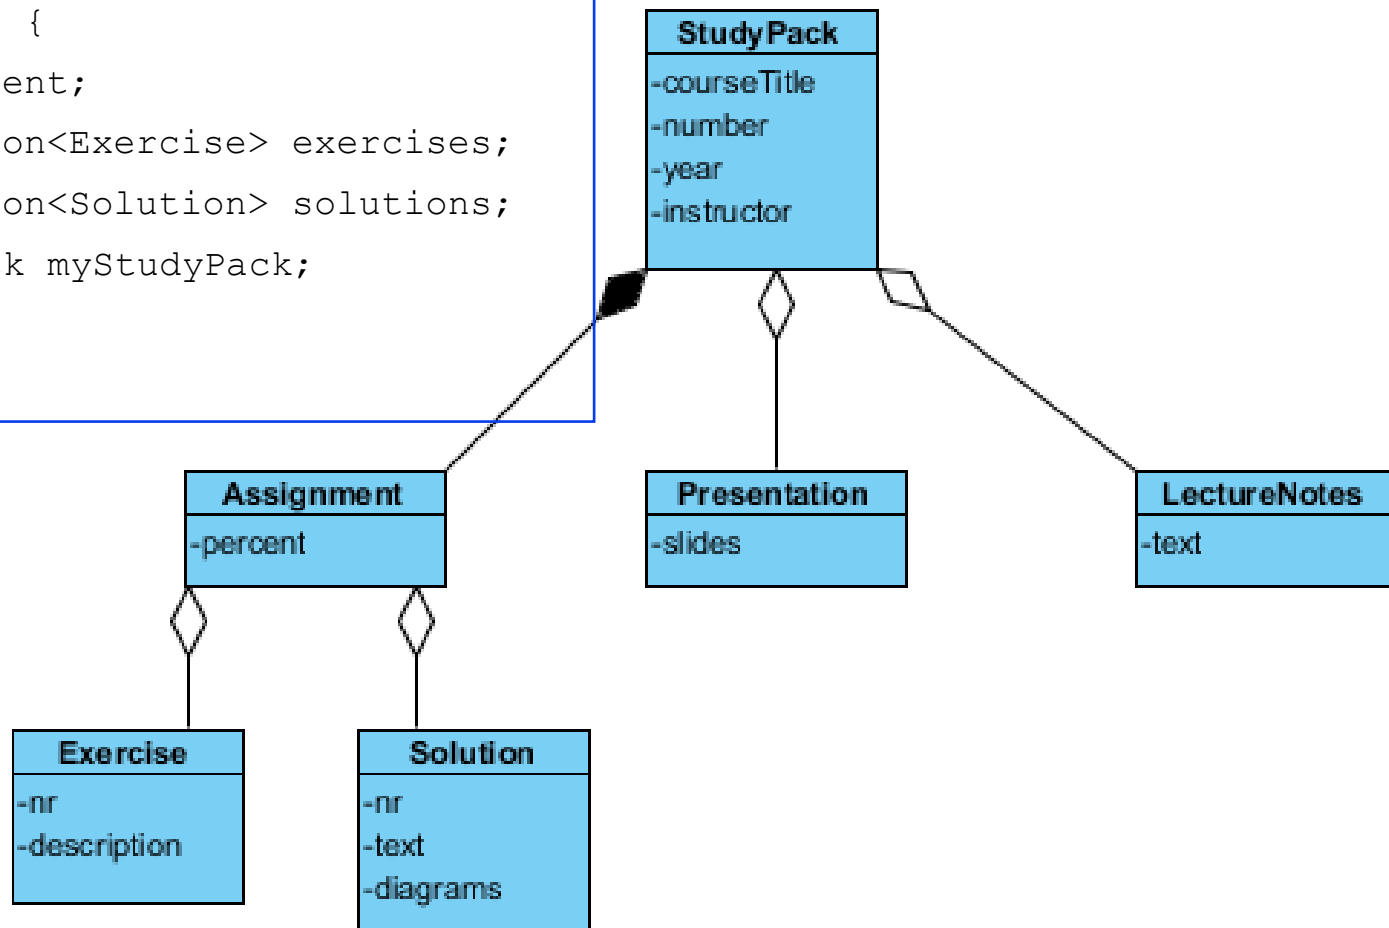 {
ent;
on<Exercise> exercises;
on<Solution> solutions;
k myStudyPack;
StudyPack
-courseTitle
-number
-year
-instructor
Assignment
-percent
Presentation
-slides
LectureNotes
-text
Exercise
-nr
-description
Solution
-nr
-text
-diagrams